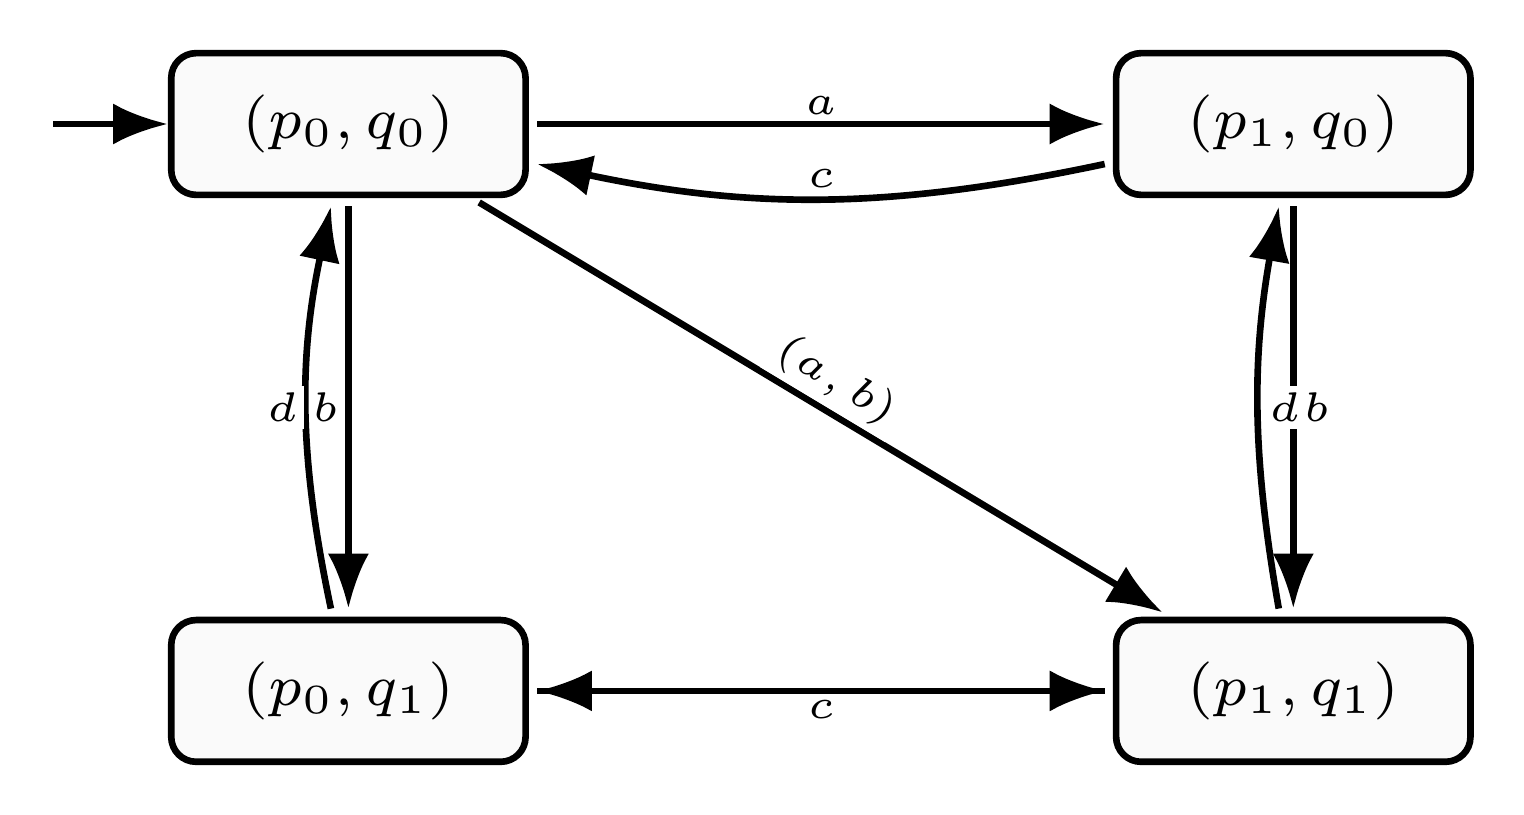 (p₀, q₀)
a
(p₁, q₀)
c
(a, b)
d
b
d
b
(p₀, q₁)
c
(p₁, q₁)